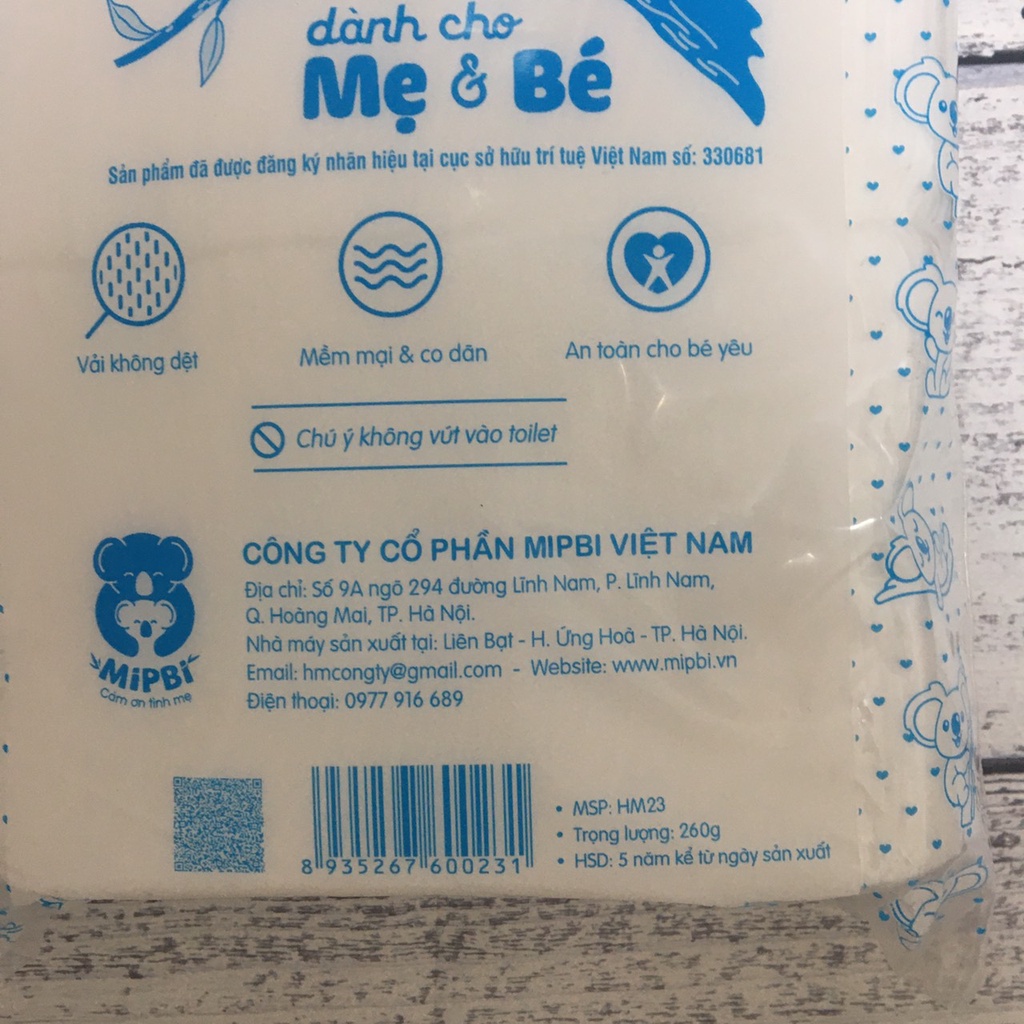 dành cho
Mẹ & Bé
Sản phẩm đã được đăng ký nhãn hiệu tại cục sở hữu trí tuệ Việt Nam số: 330681
Vải không dệt
Mềm mại & co dãn
An toàn cho bé yêu
Chú ý không vứt vào toilet
CÔNG TY CỔ PHẦN MIPBI VIỆT NAM
Địa chỉ: Số 9A ngõ 294 đường Lĩnh Nam, P. Lĩnh Nam,
Q. Hoàng Mai, TP. Hà Nội.
Nhà máy sản xuất tại: Liên Bạt - H. Ứng Hoà - TP. Hà Nội.
Email: hmcongty@gmail.com - Website: www.mipbi.vn
Điện thoại: 0977 916 689
MiPBi
Cám ơn tình mẹ
8 935267 600231
• MSP: HM23
• Trọng lượng: 260g
• HSD: 5 năm kể từ ngày sản xuất